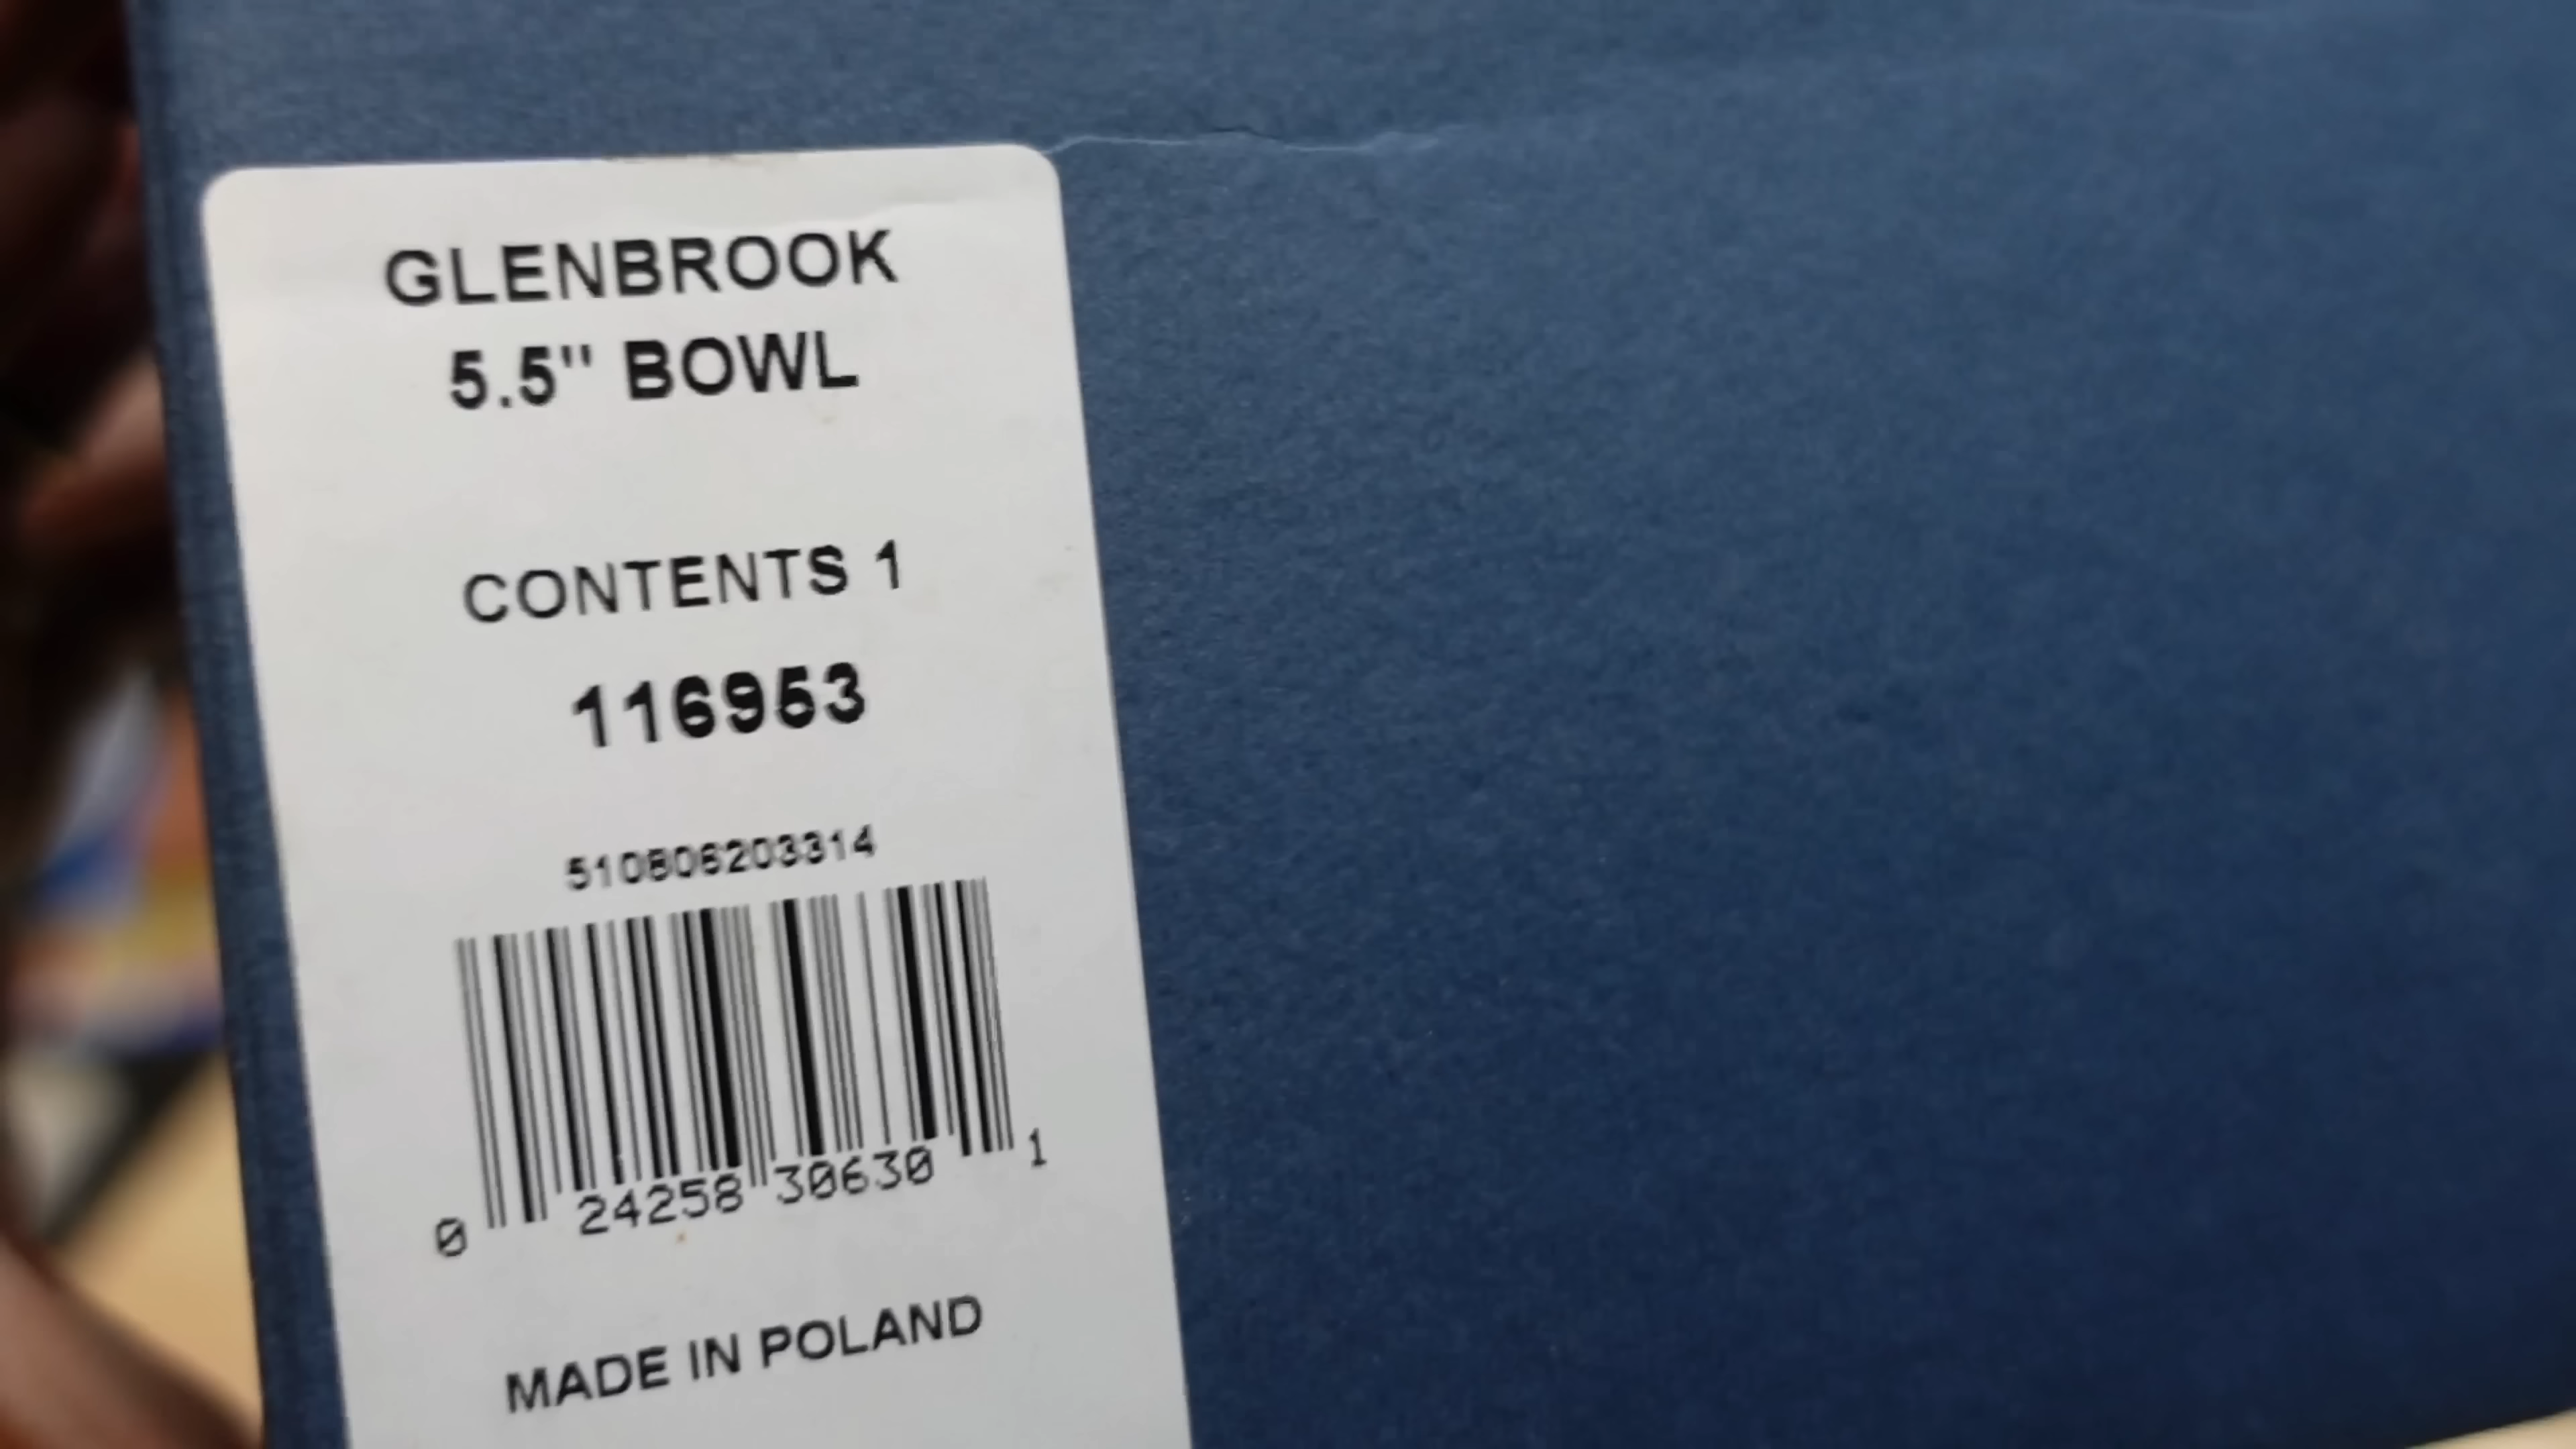 GLENBROOK
5.5" BOWL
CONTENTS 1
116953
510806203314
0 24258 30630 1
MADE IN POLAND